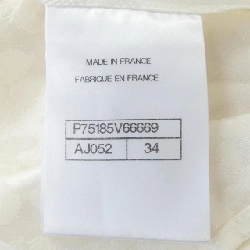 MADE IN FRANCE
FABRIQUE EN FRANCE
P75185V66669
AJ052 34